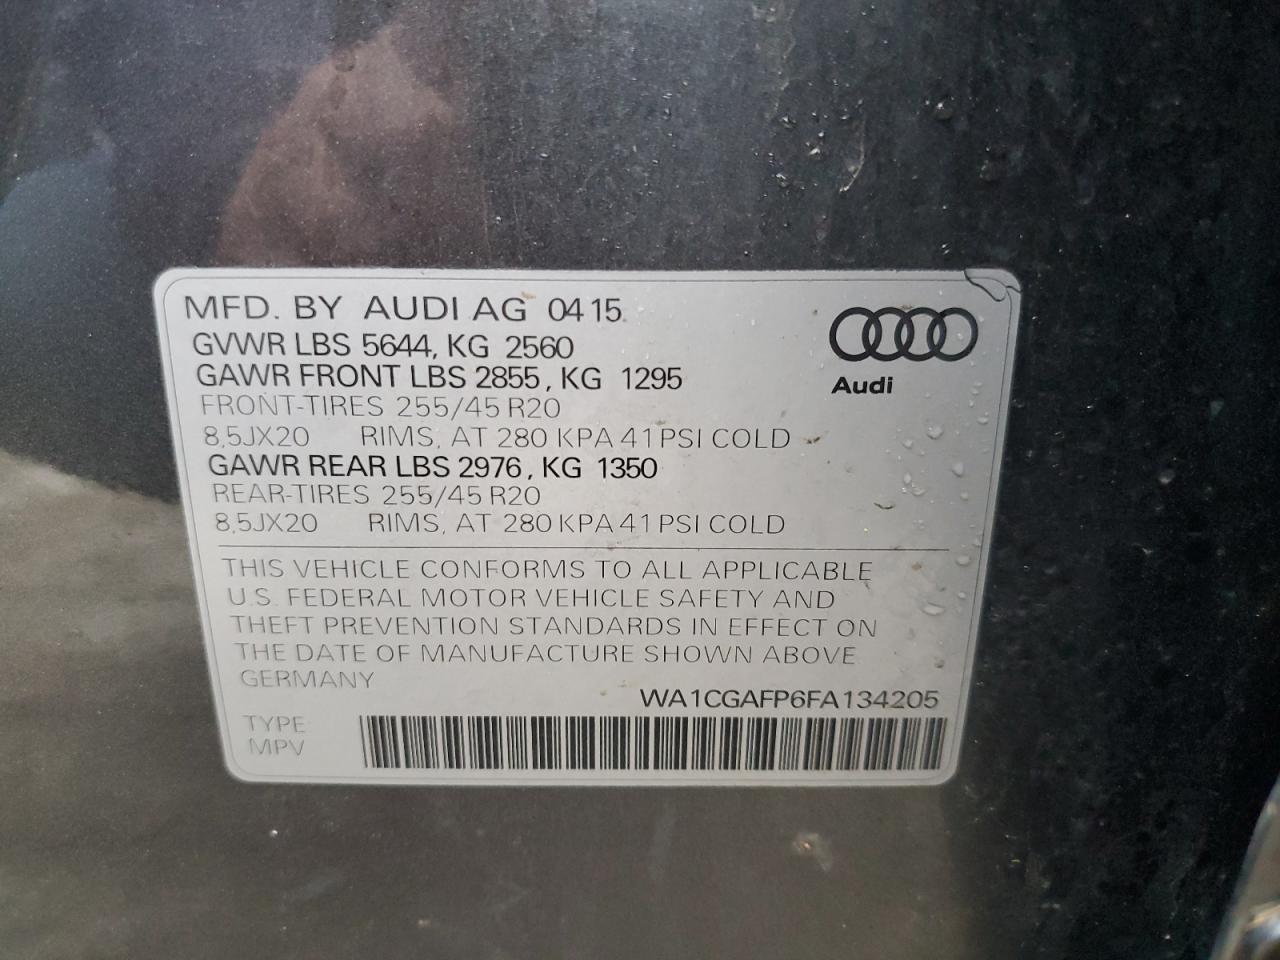 MFD. BY AUDI AG 04 15
GVWR LBS 5644, KG 2560
GAWR FRONT LBS 2855, KG 1295
FRONT-TIRES 255/45 R20
8,5JX20 RIMS, AT 280 KPA 41 PSI COLD
GAWR REAR LBS 2976, KG 1350
REAR-TIRES 255/45 R20
8,5JX20 RIMS, AT 280 KPA 41 PSI COLD
Audi
THIS VEHICLE CONFORMS TO ALL APPLICABLE
U.S. FEDERAL MOTOR VEHICLE SAFETY AND
THEFT PREVENTION STANDARDS IN EFFECT ON
THE DATE OF MANUFACTURE SHOWN ABOVE
GERMANY
WA1CGAFP6FA134205
TYPE
MPV